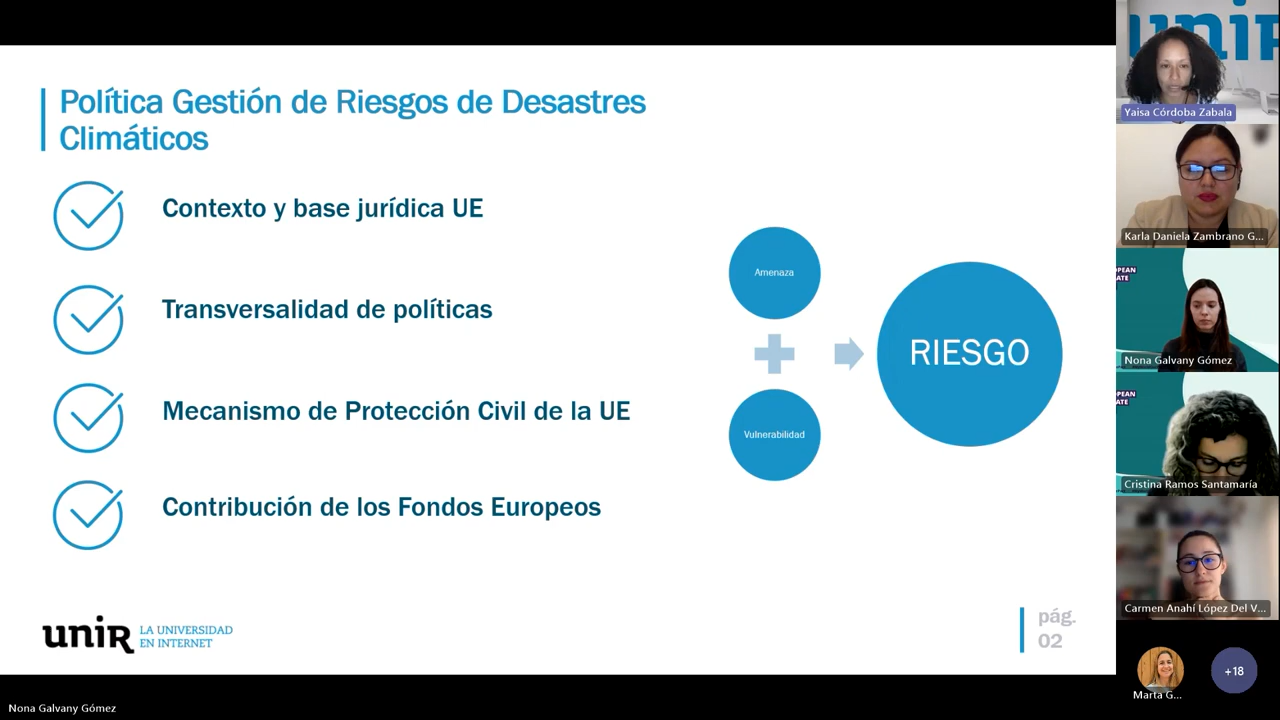 Política Gestión de Riesgos de Desastres
Climáticos
Contexto y base jurídica UE
Transversalidad de políticas
Mecanismo de Protección Civil de la UE
Contribución de los Fondos Europeos
Amenaza
Vulnerabilidad
RIESGO
unir LA UNIVERSIDAD
EN INTERNET
pág.
02
Nona Galvany Gómez
unir
Yaisa Córdoba Zabala
Karla Daniela Zambrano G...
Nona Galvany Gómez
Cristina Ramos Santamaría
Carmen Anahí López Del V...
Marta G...
+18